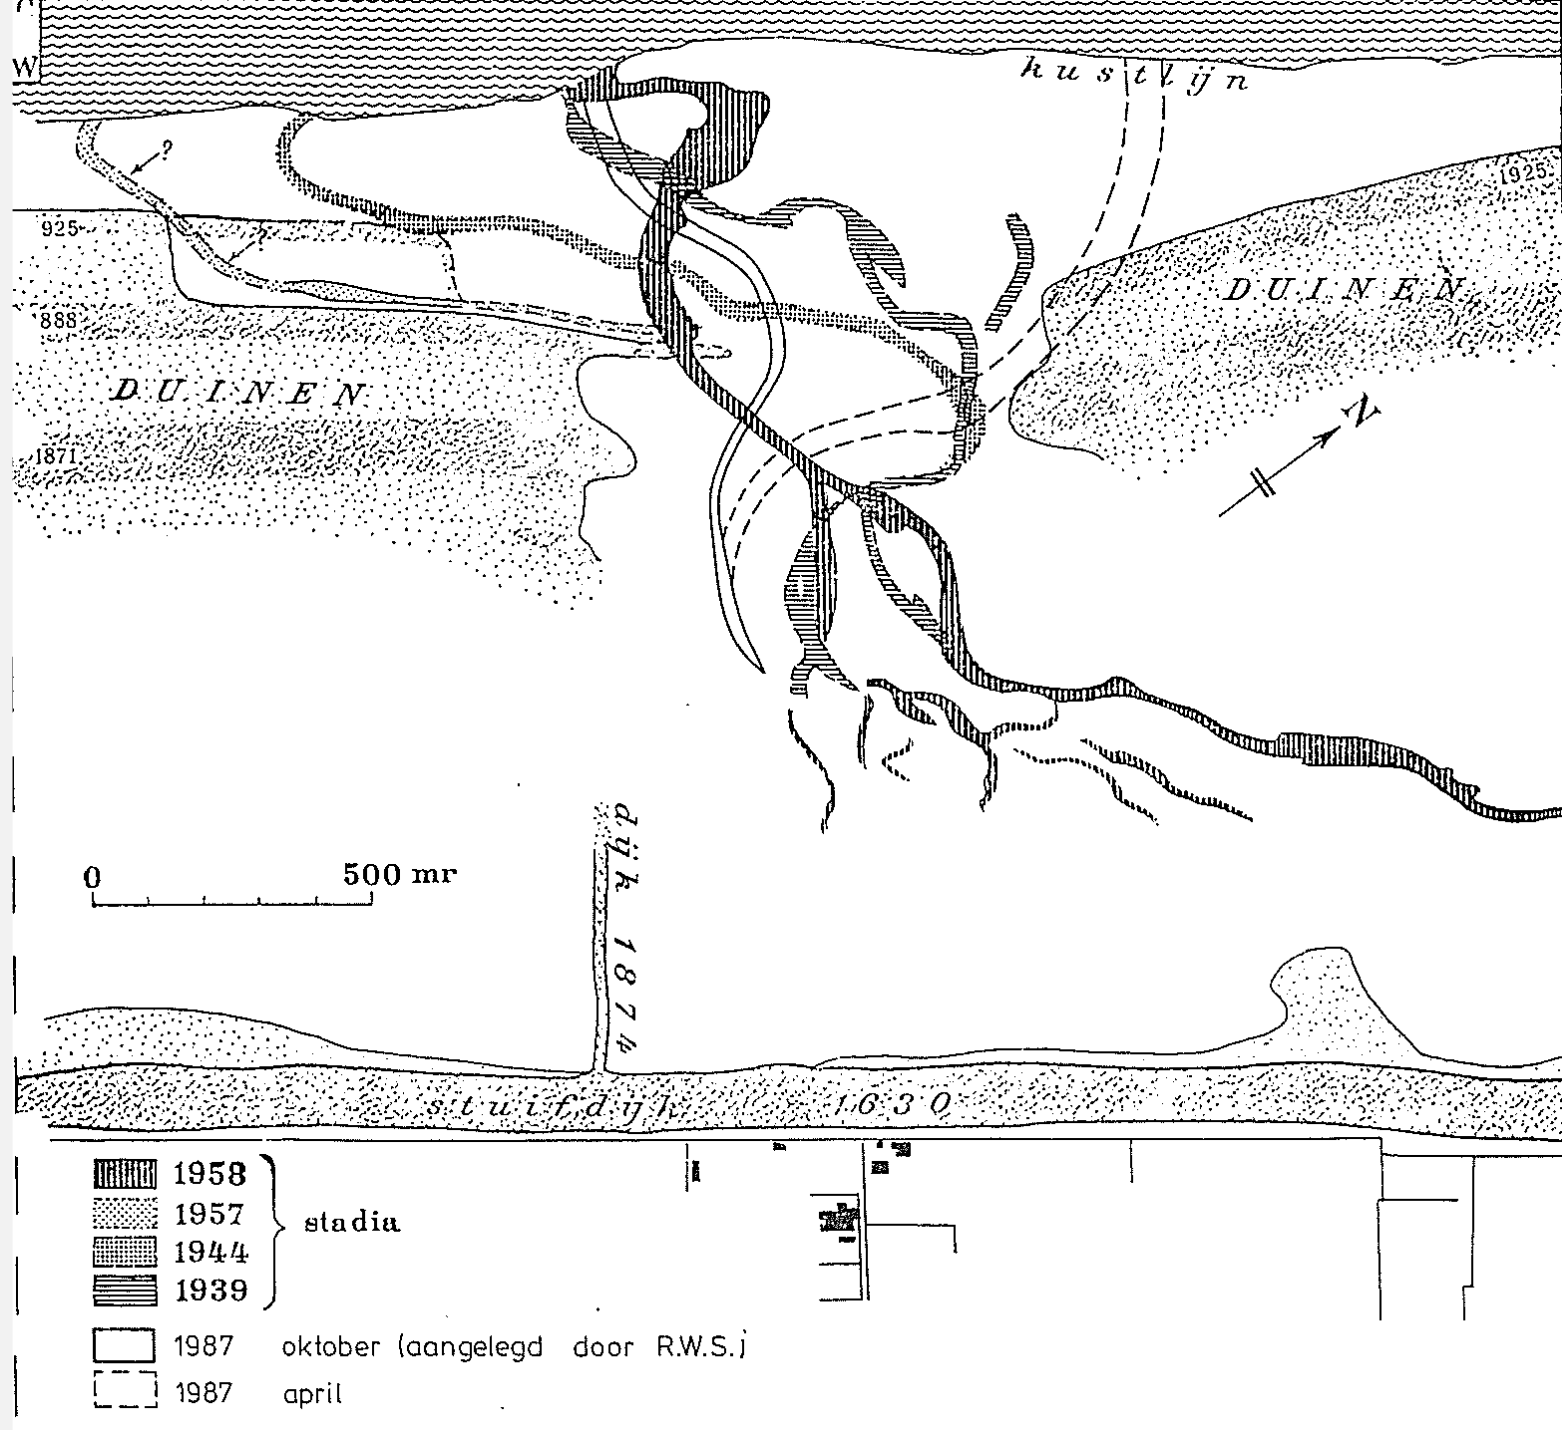 W
kustlijn
?
1925
925
?
DUINEN
888
DUINEN
N
1871
0 500 mr
dijk 1874
stuifdijk 1630
1958
1957
1944
1939
stadia
1987 oktober (aangelegd door R.W.S.)
1987 april